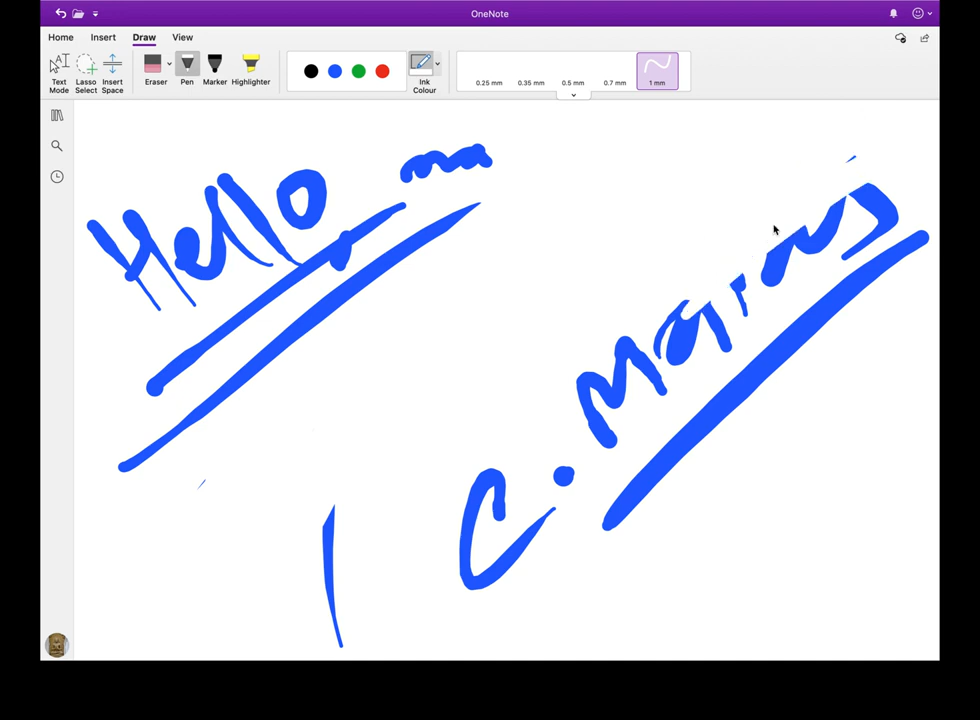 OneNote
Home Insert Draw View
Text Mode
Lasso Select
Insert Space
Eraser
Pen
Marker
Highlighter
Ink Colour
0.25 mm
0.35 mm
0.5 mm
0.7 mm
1 mm
Hello
C.